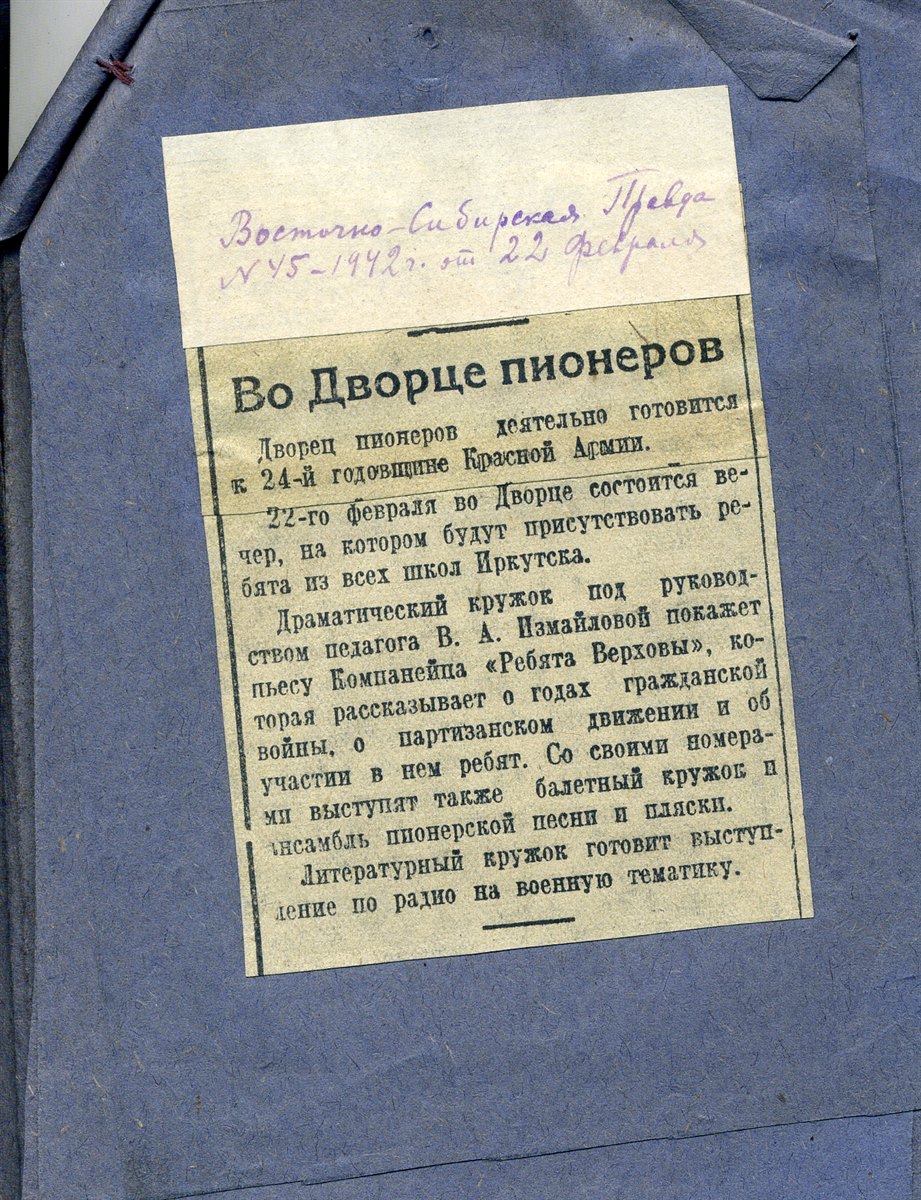 Восточно-Сибирская Правда
N 45-1942 г. от 22 февраля
Во Дворце пионеров
Дворец пионеров деятельно готовится
к 24-й годовщине Красной Армии.
22-го февраля во Дворце состоится ве-
чер, на котором будут присутствовать ре-
бята из всех школ Иркутска.
Драматический кружок под руковод-
ством педагога В. А. Измайловой покажет
пьесу Компанейца «Ребята Верховы», ко-
торая рассказывает о годах гражданской
войны, о партизанском движении и об
участии в нем ребят. Со своими номера-
ми выступят также балетный кружок и
ансамбль пионерской песни и пляски.
Литературный кружок готовит выступ-
ление по радио на военную тематику.